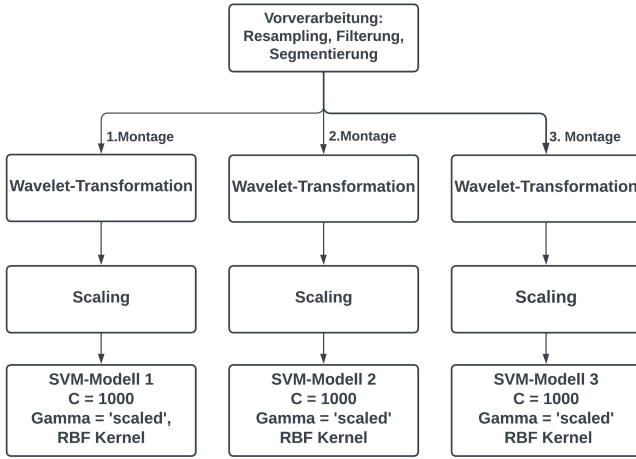 Vorverarbeitung:
Resampling, Filterung,
Segmentierung
1.Montage
2.Montage
3. Montage
Wavelet-Transformation
Wavelet-Transformation
Wavelet-Transformation
Scaling
Scaling
Scaling
SVM-Modell 1
C = 1000
Gamma = 'scaled',
RBF Kernel
SVM-Modell 2
C = 1000
Gamma = 'scaled'
RBF Kernel
SVM-Modell 3
C = 1000
Gamma = 'scaled'
RBF Kernel